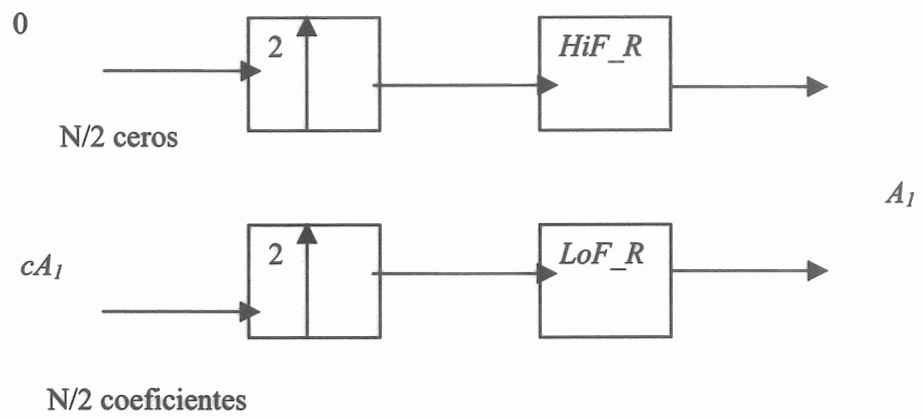 0
2
HiF_R
N/2 ceros
A1
2
LoF_R
cA1
N/2 coeficientes